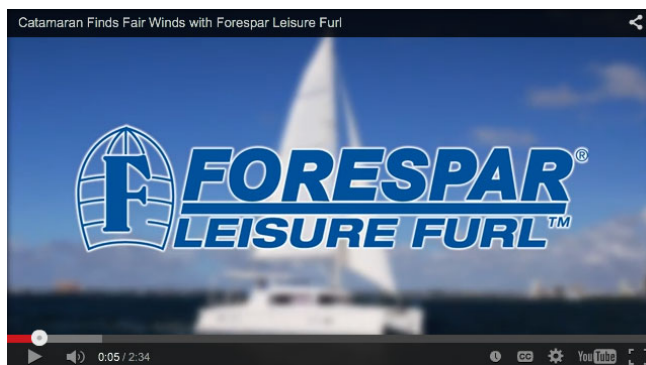 Catamaran Finds Fair Winds with Forespar Leisure Furl
F FORESPAR®
LEISURE FURL™
0:05 / 2:34
CC
YouTube